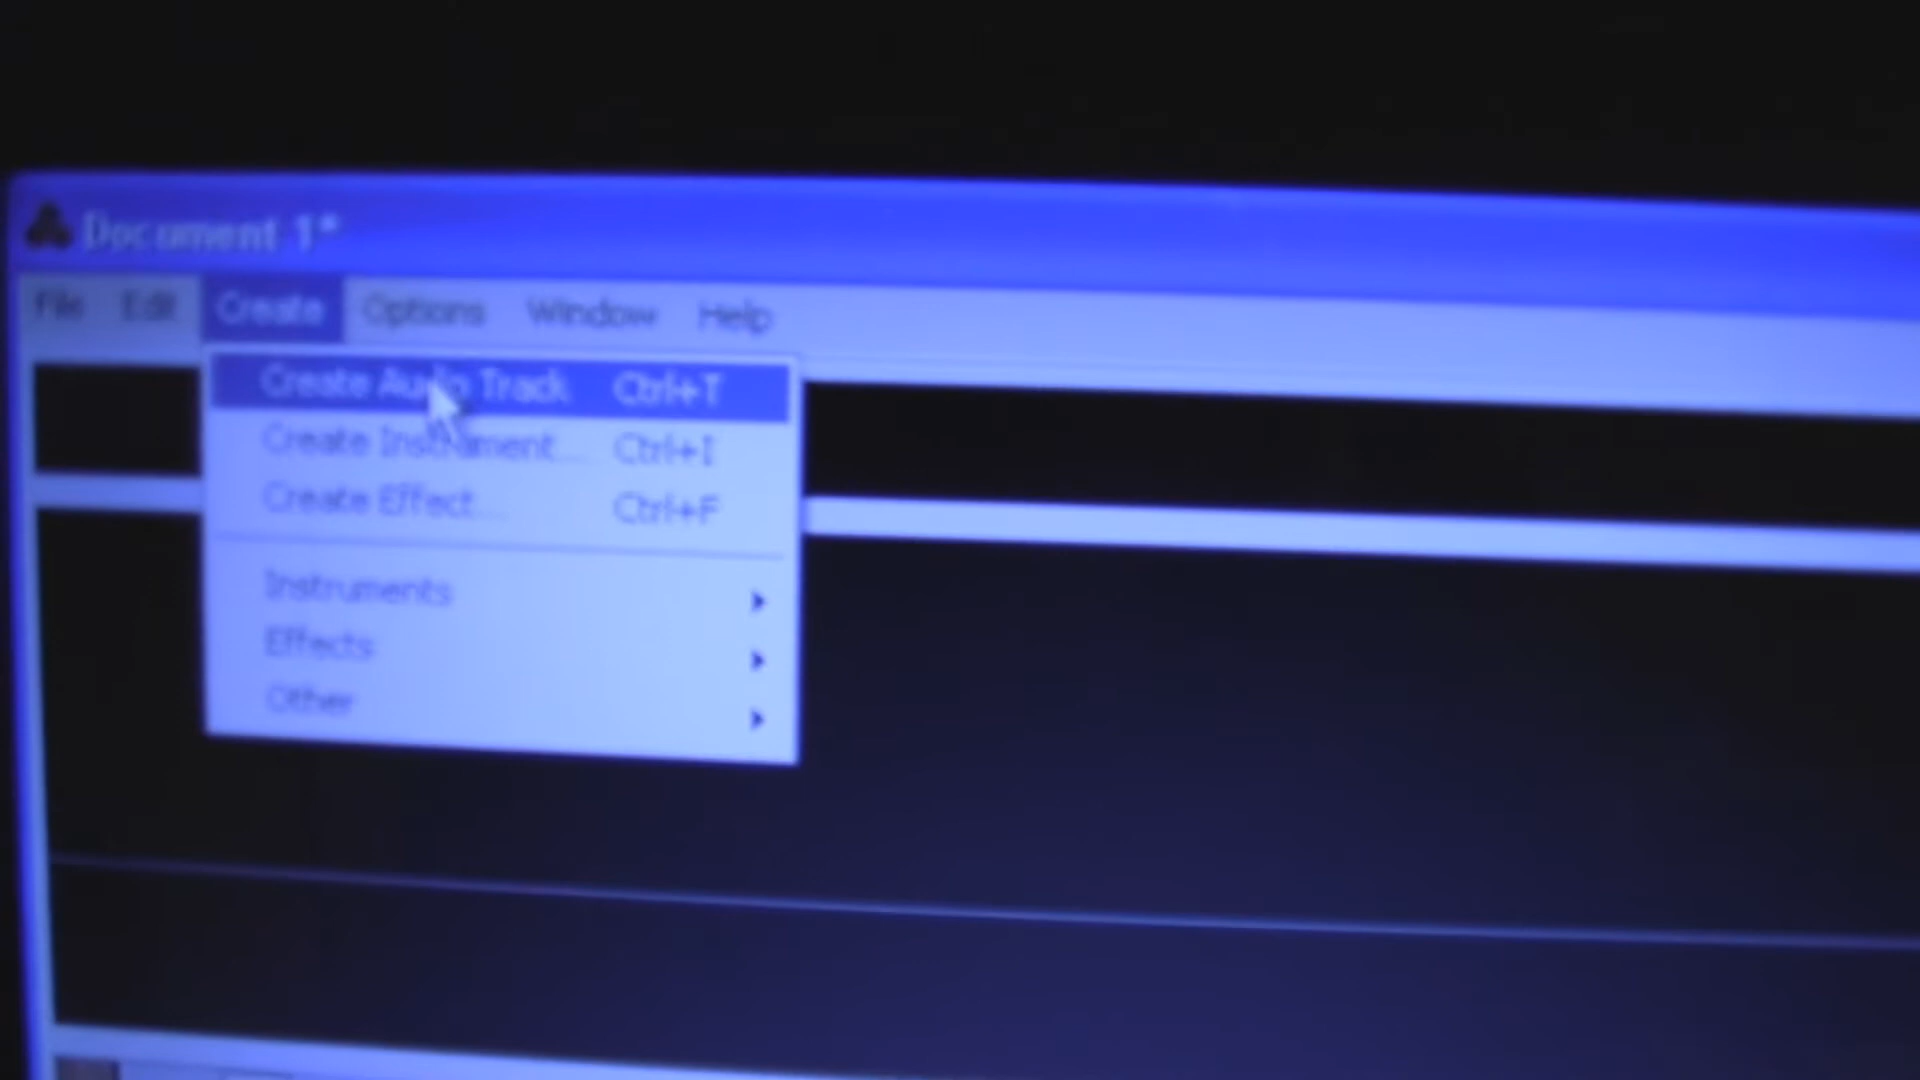 Document 1*
File Edit Create Options Window Help
Create Audio Track Ctrl+T
Create Instrument... Ctrl+I
Create Effect... Ctrl+F
Instruments
Effects
Other